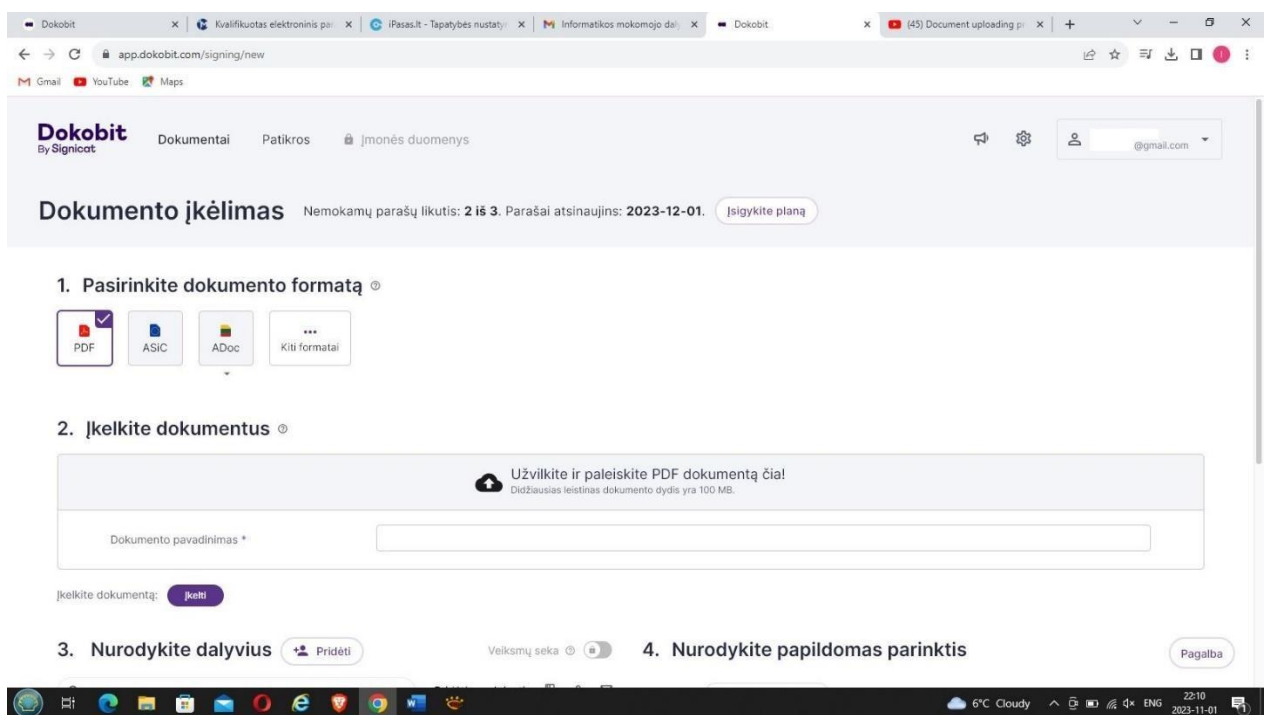 Dokobit
Kvalifikuotas elektroninis par
iPasas.lt - Tapatybės nustaty
Informatikos mokomojo dal
Dokobit
(45) Document uploading pr
app.dokobit.com/signing/new
Gmail YouTube Maps
Dokobit
By Signicat
Dokumentai Patikros Įmonės duomenys
@gmail.com
Dokumento įkėlimas Nemokamų parašų likutis: 2 iš 3. Parašai atsinaujins: 2023-12-01. Įsigykite planą
1. Pasirinkite dokumento formatą
PDF ASiC ADoc Kiti formatai
2. Įkelkite dokumentus
Užvilkite ir paleiskite PDF dokumentą čia!
Didžiausias leistinas dokumento dydis yra 100 MB.
Dokumento pavadinimas *
Įkelkite dokumentą: Įkelti
3. Nurodykite dalyvius Pridėti Veiksmų seka
4. Nurodykite papildomas parinktis
Pagalba
6°C Cloudy ENG 22:10
2023-11-01